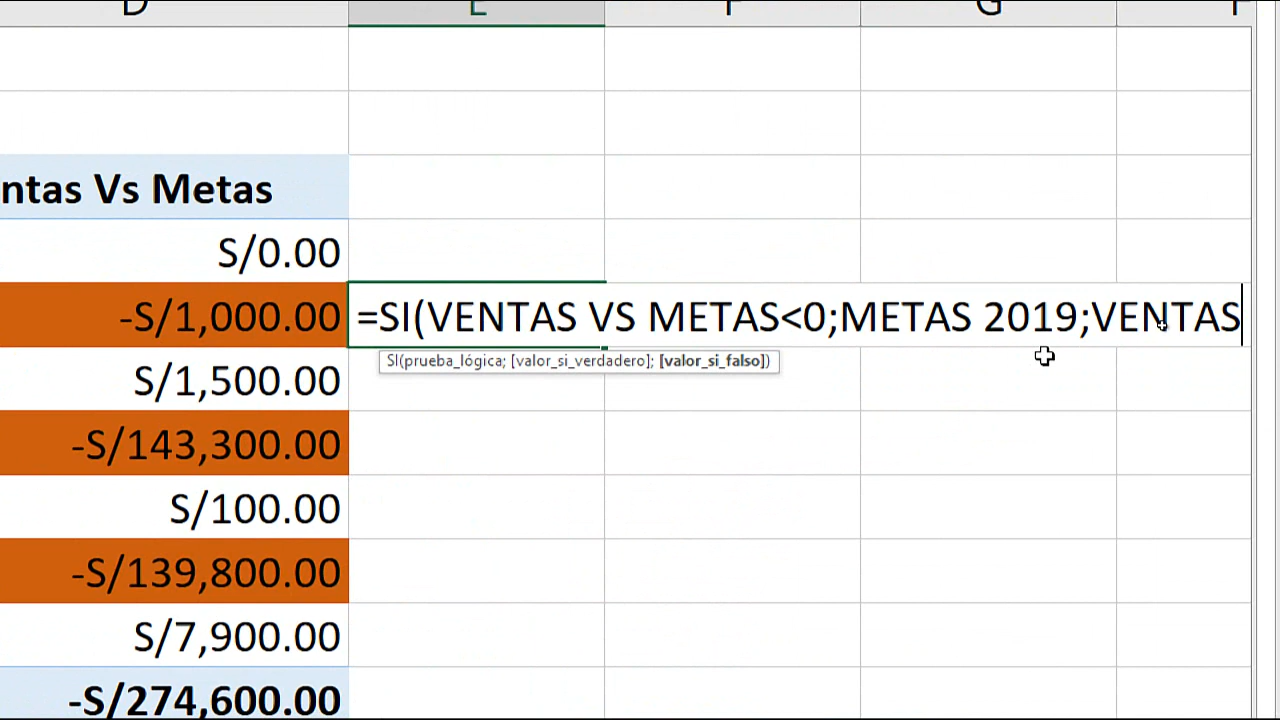 D E F G
ntas Vs Metas
S/0.00
-S/1,000.00 =SI(VENTAS VS METAS<0;METAS 2019;VENTAS
SI(prueba_lógica; [valor_si_verdadero]; [valor_si_falso])
S/1,500.00
-S/143,300.00
S/100.00
-S/139,800.00
S/7,900.00
-S/274,600.00